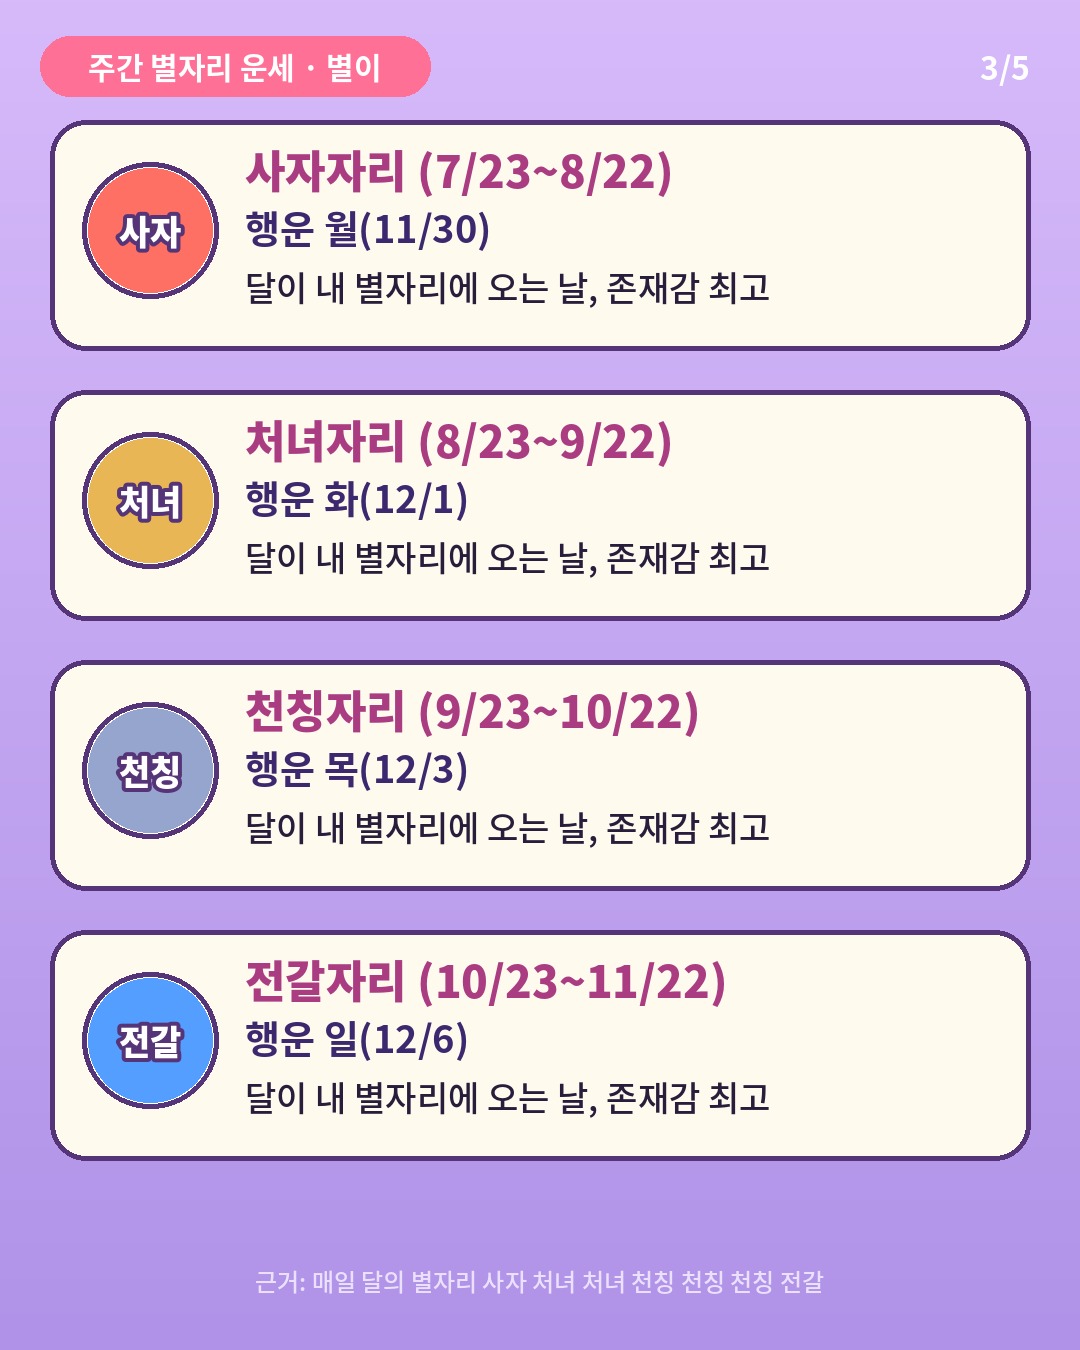 주간 별자리 운세 · 별이
3/5
사자
사자자리 (7/23~8/22)
행운 월(11/30)
달이 내 별자리에 오는 날, 존재감 최고
처녀
처녀자리 (8/23~9/22)
행운 화(12/1)
달이 내 별자리에 오는 날, 존재감 최고
천칭
천칭자리 (9/23~10/22)
행운 목(12/3)
달이 내 별자리에 오는 날, 존재감 최고
전갈
전갈자리 (10/23~11/22)
행운 일(12/6)
달이 내 별자리에 오는 날, 존재감 최고
근거: 매일 달의 별자리 사자 처녀 처녀 천칭 천칭 천칭 전갈